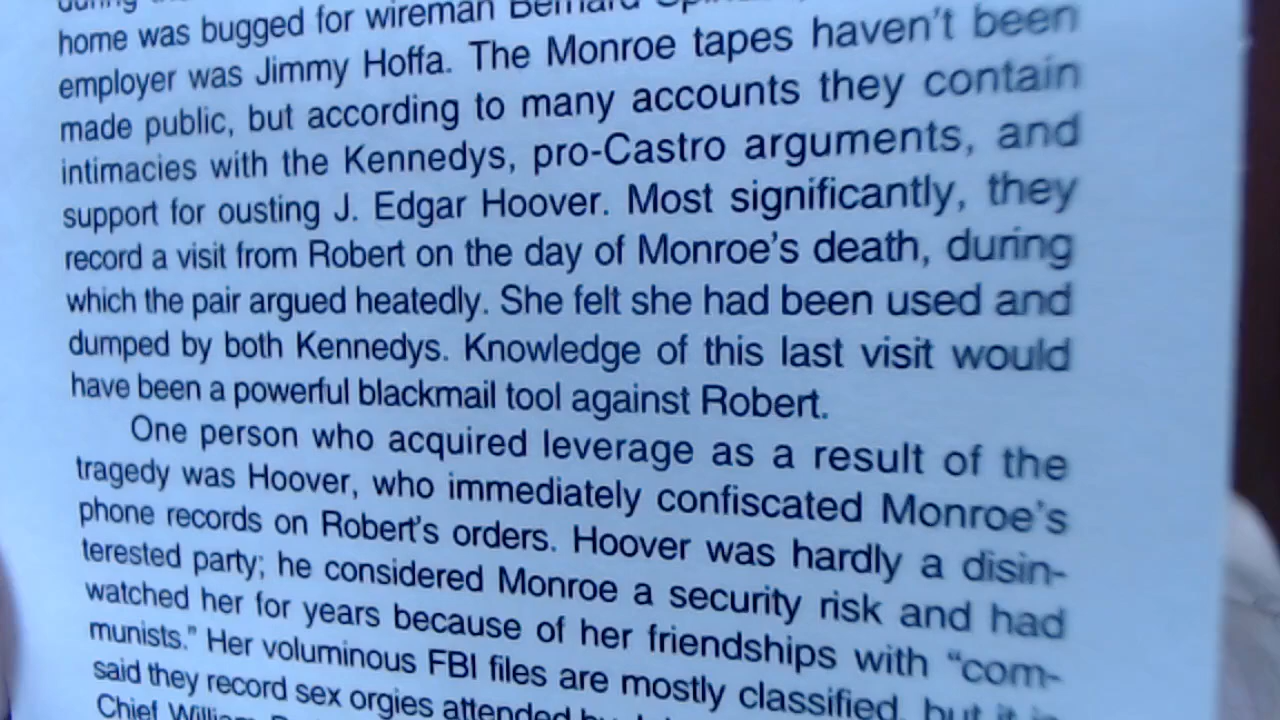 home was bugged for wireman Bernard
employer was Jimmy Hoffa. The Monroe tapes haven't been
made public, but according to many accounts they contain
intimacies with the Kennedys, pro-Castro arguments, and
support for ousting J. Edgar Hoover. Most significantly, they
record a visit from Robert on the day of Monroe's death, during
which the pair argued heatedly. She felt she had been used and
dumped by both Kennedys. Knowledge of this last visit would
have been a powerful blackmail tool against Robert.
One person who acquired leverage as a result of the
tragedy was Hoover, who immediately confiscated Monroe's
phone records on Robert's orders. Hoover was hardly a disin-
terested party; he considered Monroe a security risk and had
watched her for years because of her friendships with “com-
munists.” Her voluminous FBI files are mostly classified, but it is
said they record sex orgies attended by
Chief